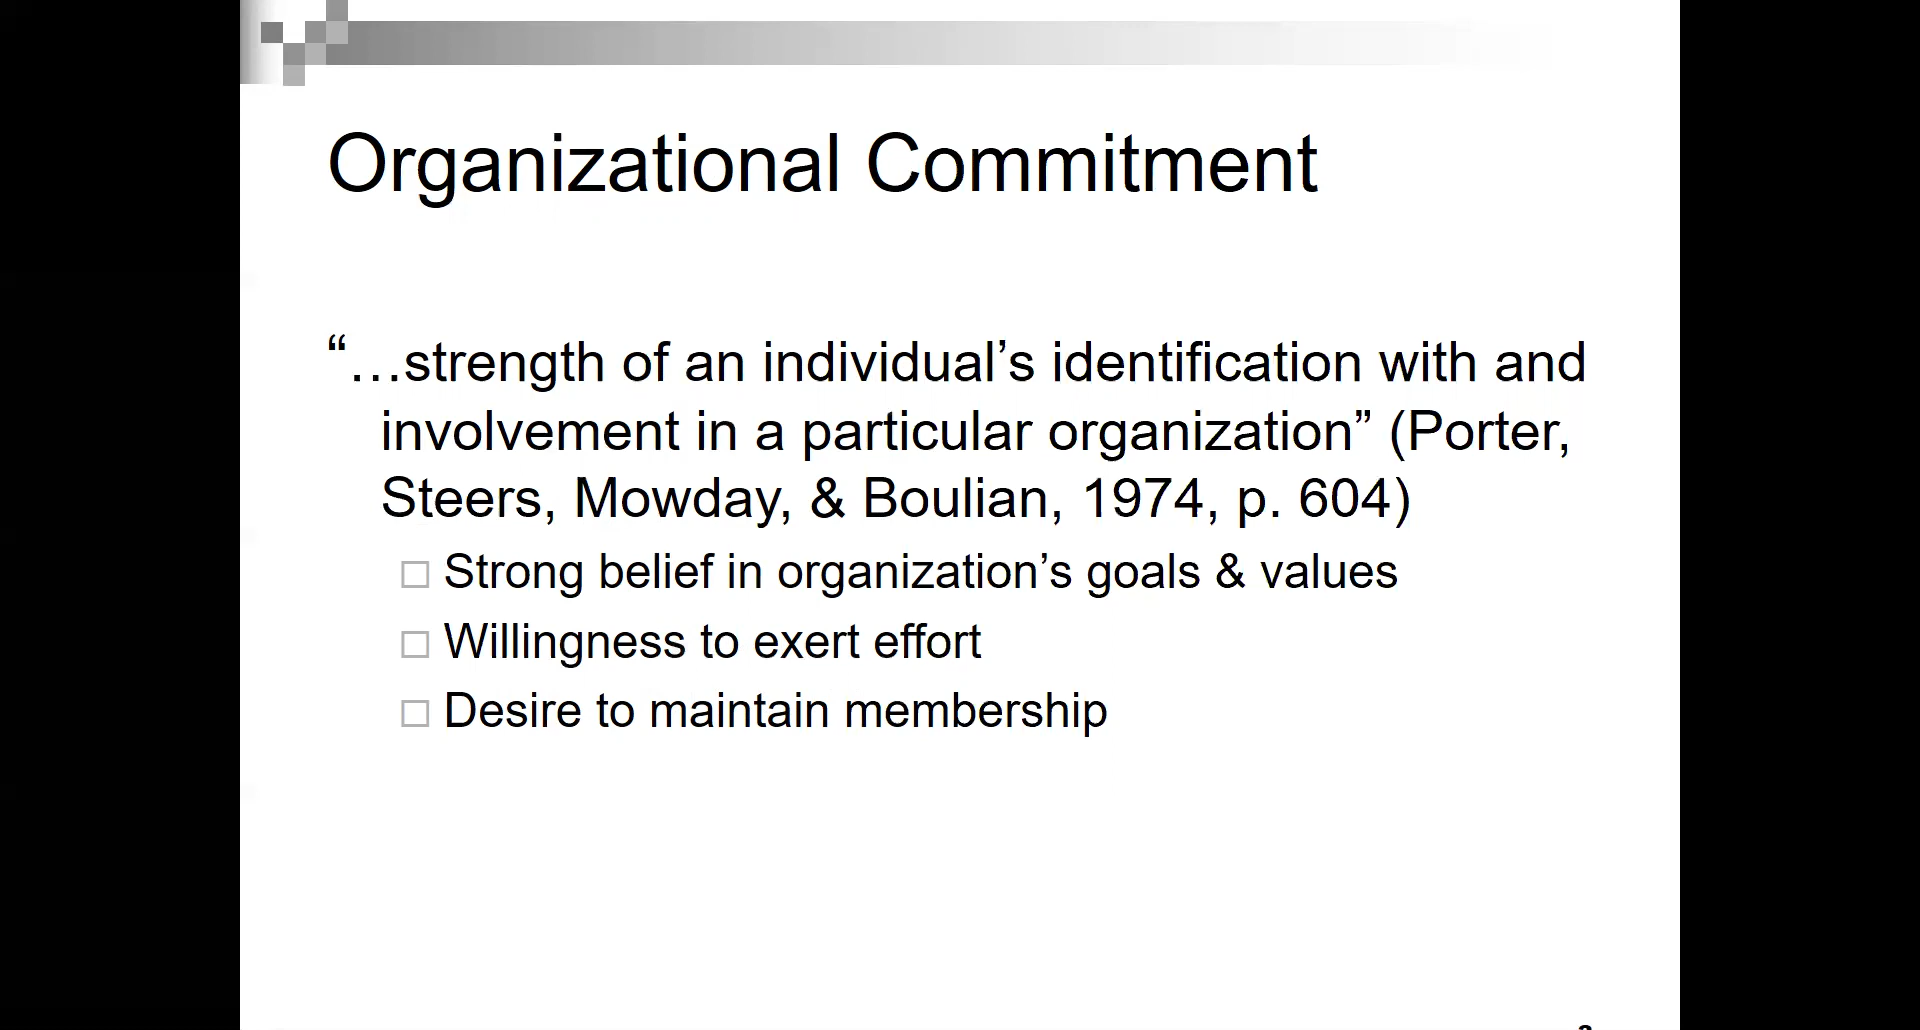 Organizational Commitment
“…strength of an individual’s identification with and
involvement in a particular organization” (Porter,
Steers, Mowday, & Boulian, 1974, p. 604)
Strong belief in organization’s goals & values
Willingness to exert effort
Desire to maintain membership